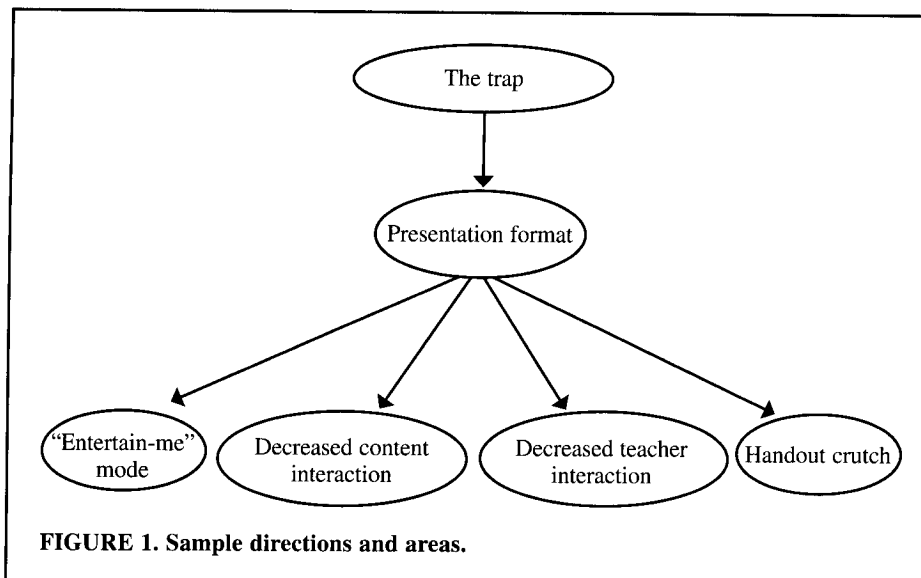 The trap
Presentation format
“Entertain-me”
mode
Decreased content
interaction
Decreased teacher
interaction
Handout crutch
FIGURE 1. Sample directions and areas.